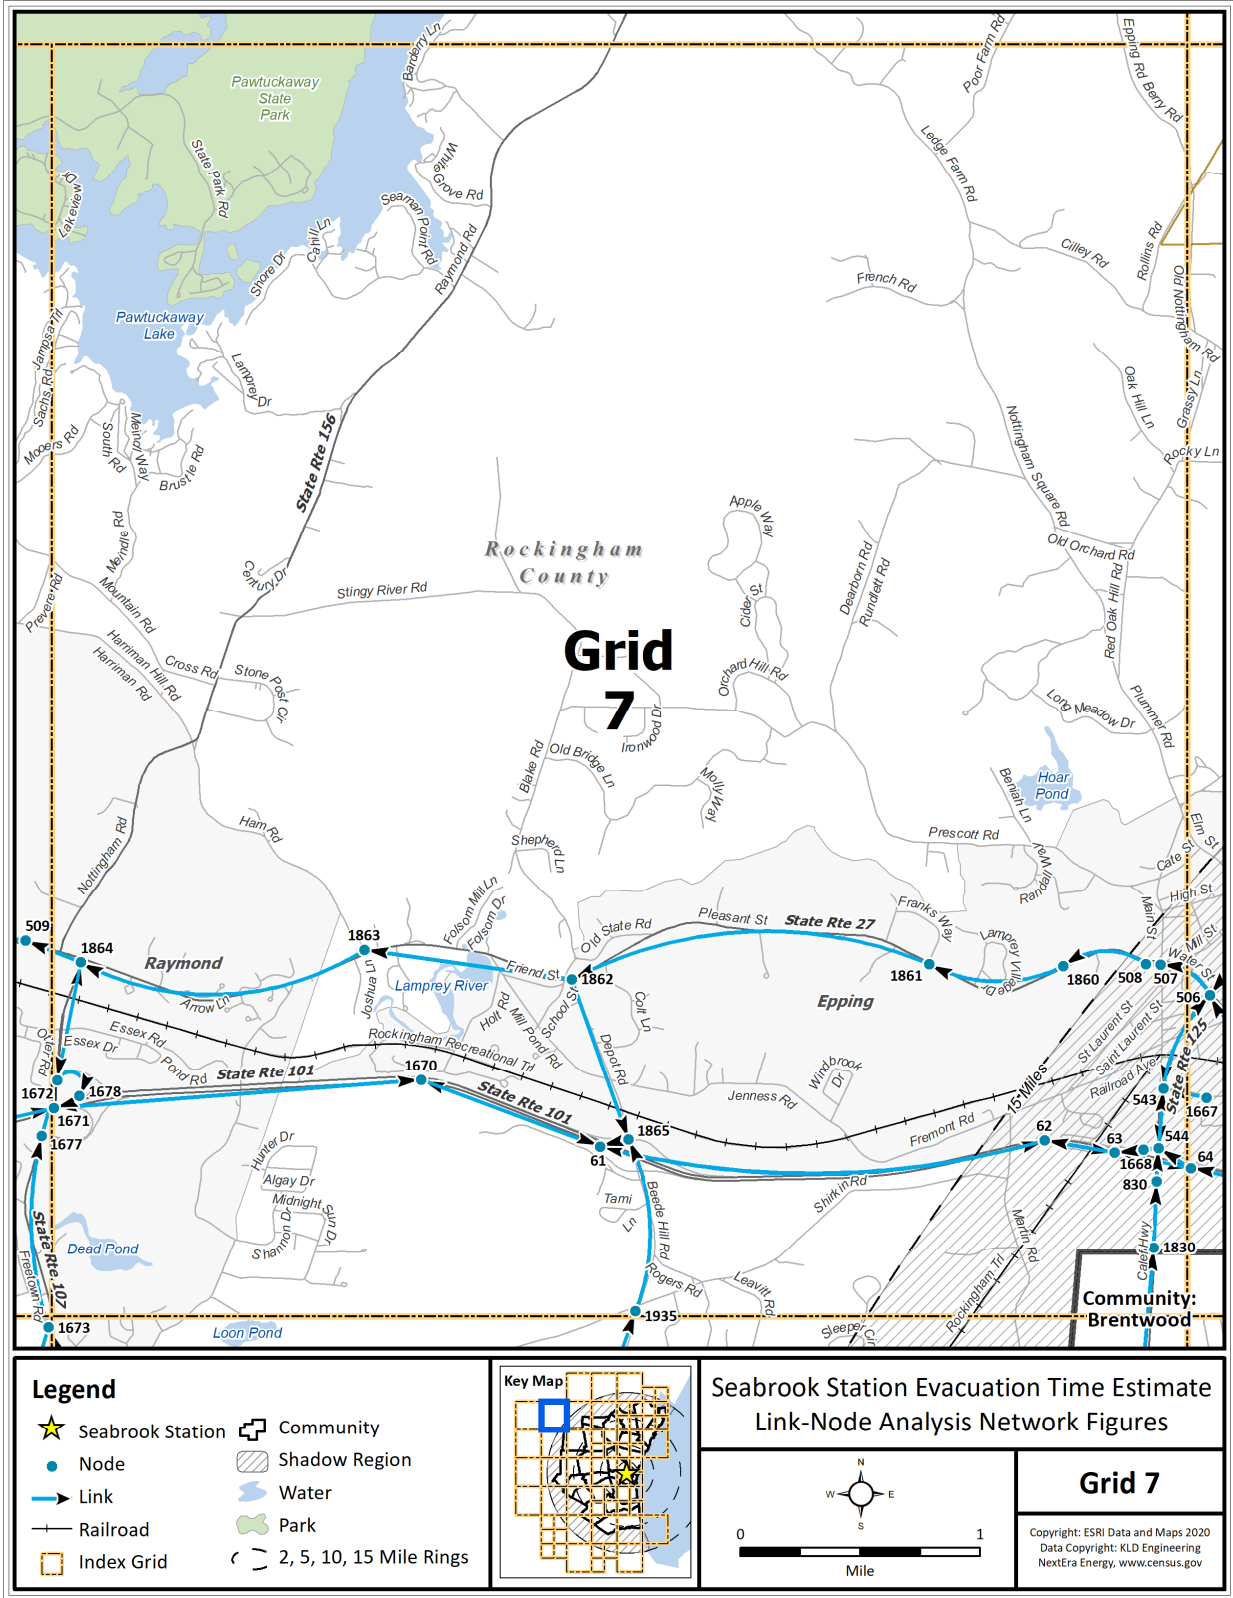 Barderry Ln
Poor Farm Rd
Epping Rd
Berry Rd
Pawtuckaway
State
Park
State Park Rd
White
Grove Rd
Ledge Farm Rd
Lakeview Dr
Seaman Point Rd
Cahill Ln
Shore Dr
Raymond Rd
Cilley Rd
Rollins Rd
French Rd
Old Nottingham Rd
Pawtuckaway
Lake
Jampsa Trl
Sachs Rd
Lamprey Dr
Oak Hill Ln
Grassy Ln
Mooers Rd
South Rd
Meindl Way
Brustle Rd
State Rte 156
Nottingham Square Rd
Rocky Ln
Apple Way
Meindle Rd
Rockingham
County
Old Orchard Rd
Century Dr
Stingy River Rd
Cider St
Dearborn Rd
Rundlett Rd
Red Oak Hill Rd
Prevere Rd
Mountain Rd
Harriman Hill Rd
Harriman Rd
Cross Rd
Stone Post Cir
Grid
7
Orchard Hill Rd
Long Meadow Dr
Plummer Rd
Ironwood Dr
Old Bridge Ln
Blake Rd
Molly Way
Hoar
Pond
Beniah Ln
Nottingham Rd
Ham Rd
Shepherd Ln
Prescott Rd
Randall Way
Elm St
Cate St
High St
Folsom Mill Ln
Folsom Dr
Old State Rd
Pleasant St
State Rte 27
Franks Way
Main St
Mill St
Water St
509
1864
1863
Raymond
Friend St
1862
1861
Lamprey Village Dr
1860
508
507
506
Arrow Ln
Joshua Ln
Lamprey River
Holt Rd
Mill Pond Rd
School St
Colt Ln
Epping
Essex Rd
Essex Dr
Pond Rd
Rockingham Recreational Trl
Depot Rd
St Laurent St
Saint Laurent St
Railroad Ave
State Rte 125
State Rte 101
1670
State Rte 101
Windbrook
Dr
Jenness Rd
15 Miles
1672
1678
1671
1677
543
1667
1865
61
Fremont Rd
62
63
1668
544
64
830
Hunter Dr
Algay Dr
Midnight
Sun Dr
Shannon Dr
Tami
Ln
Beede Hill Rd
Shirkin Rd
Martin Rd
State Rte 107
Dead Pond
Freetown Rd
Rogers Rd
Leavitt Rd
Rockingham Trl
Calef Hwy
1830
Community:
Brentwood
1673
Loon Pond
1935
Sleeper Cir
Legend
Seabrook Station
Node
Link
Railroad
Index Grid
Community
Shadow Region
Water
Park
2, 5, 10, 15 Mile Rings
Key Map
Seabrook Station Evacuation Time Estimate
Link-Node Analysis Network Figures
N
W
E
S
0
1
Mile
Grid 7
Copyright: ESRI Data and Maps 2020
Data Copyright: KLD Engineering
NextEra Energy, www.census.gov